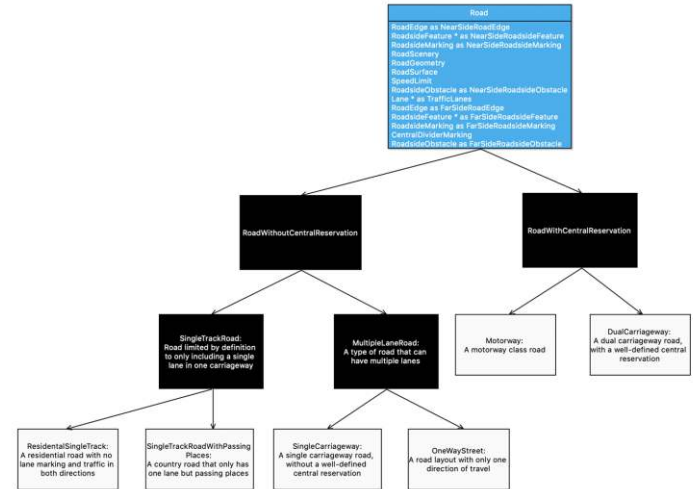 Road
RoadEdge as NearSideRoadEdge
RoadsideFeature * as NearSideRoadsideFeature
RoadsideMarking as NearSideRoadsideMarking
RoadScenery
RoadGeometry
RoadSurface
SpeedLimit
RoadsideObstacle as NearSideRoadsideObstacle
Lane * as TrafficLanes
RoadEdge as FarSideRoadEdge
RoadsideFeature * as FarSideRoadsideFeature
RoadsideMarking as FarSideRoadsideMarking
CentralDividerMarking
RoadsideObstacle as FarSideRoadsideObstacle
RoadWithoutCentralReservation
RoadWithCentralReservation
SingleTrackRoad:
Road limited by definition
to only including a single
lane in one carriageway
MultipleLaneRoad:
A type of road that can
have multiple lanes
Motorway:
A motorway class road
DualCarriageway:
A dual carriageway road,
with a well-defined central
reservation
ResidentalSingleTrack:
A residential road with no
lane marking and traffic in
both directions
SingleTrackRoadWithPassing
Places:
A country road that only has
one lane but passing places
SingleCarriageway:
A single carriageway road,
without a well-defined
central reservation
OneWayStreet:
A road layout with only one
direction of travel